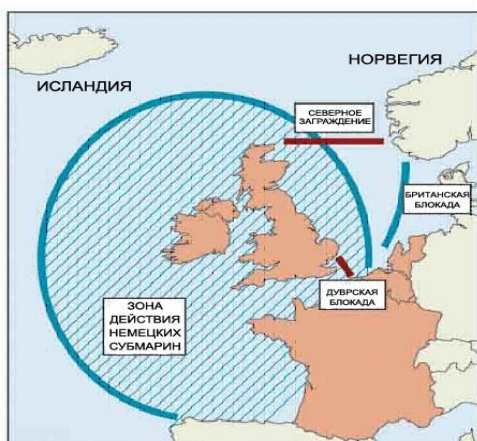 ИСЛАНДИЯ
НОРВЕГИЯ
СЕВЕРНОЕ
ЗАГРАЖДЕНИЕ
БРИТАНСКАЯ
БЛОКАДА
ДУВРСКАЯ
БЛОКАДА
ЗОНА
ДЕЙСТВИЯ
НЕМЕЦКИХ
СУБМАРИН